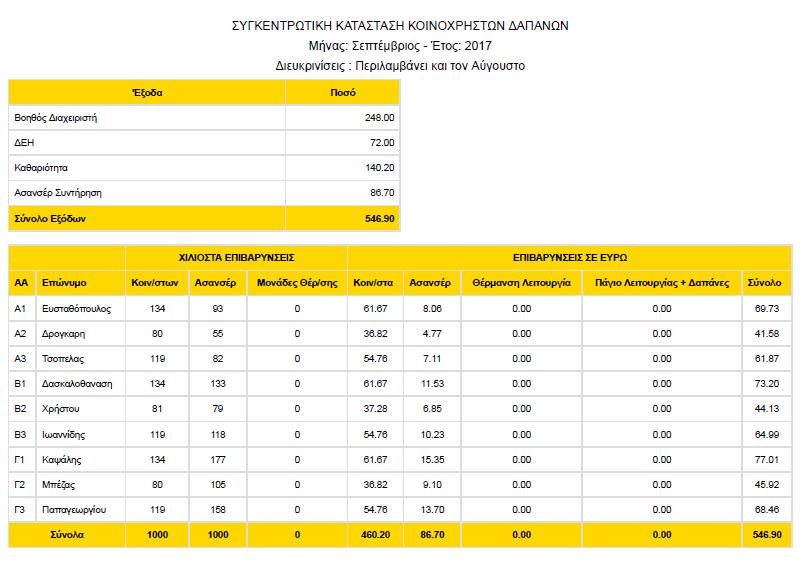 ΣΥΓΚΕΝΤΡΩΤΙΚΗ ΚΑΤΑΣΤΑΣΗ ΚΟΙΝΟΧΡΗΣΤΩΝ ΔΑΠΑΝΩΝ
Μήνας: Σεπτέμβριος - Έτος: 2017
Διευκρινίσεις : Περιλαμβάνει και τον Αύγουστο
Έξοδα Ποσό
Βοηθός Διαχειριστή 248.00
ΔΕΗ 72.00
Καθαριότητα 140.20
Ασανσέρ Συντήρηση 86.70
Σύνολο Εξόδων 546.90
ΧΙΛΙΟΣΤΑ ΕΠΙΒΑΡΥΝΣΕΙΣ ΕΠΙΒΑΡΥΝΣΕΙΣ ΣΕ ΕΥΡΩ
ΑΑ Επώνυμο Κοιν/στων Ασανσέρ Μονάδες Θέρ/σης Κοιν/στα Ασανσέρ Θέρμανση Λειτουργία Πάγιο Λειτουργίας + Δαπάνες Σύνολο
Α1 Ευσταθόπουλος 134 93 0 61.67 8.06 0.00 0.00 69.73
Α2 Δρογκαρη 80 55 0 36.82 4.77 0.00 0.00 41.58
Α3 Τσοπελας 119 82 0 54.76 7.11 0.00 0.00 61.87
Β1 Δασκαλοθαναση 134 133 0 61.67 11.53 0.00 0.00 73.20
Β2 Χρήστου 81 79 0 37.28 6.85 0.00 0.00 44.13
Β3 Ιωαννίδης 119 118 0 54.76 10.23 0.00 0.00 64.99
Γ1 Καψάλης 134 177 0 61.67 15.35 0.00 0.00 77.01
Γ2 Μπέζας 80 105 0 36.82 9.10 0.00 0.00 45.92
Γ3 Παπαγεωργίου 119 158 0 54.76 13.70 0.00 0.00 68.46
Σύνολα 1000 1000 0 460.20 86.70 0.00 0.00 546.90